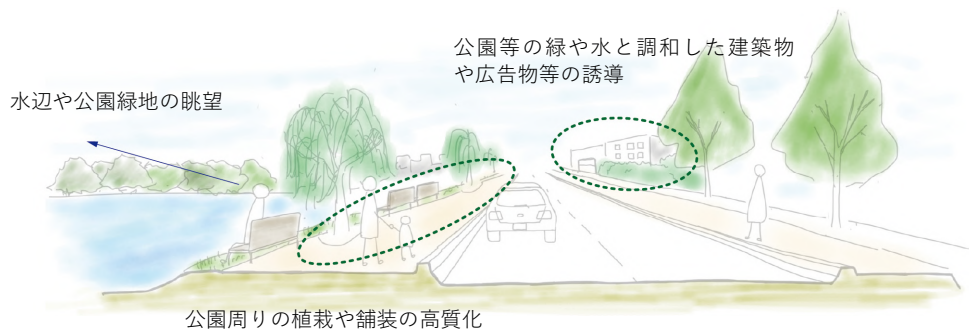 公園等の緑や水と調和した建築物
や広告物等の誘導
水辺や公園緑地の眺望
公園周りの植栽や舗装の高質化